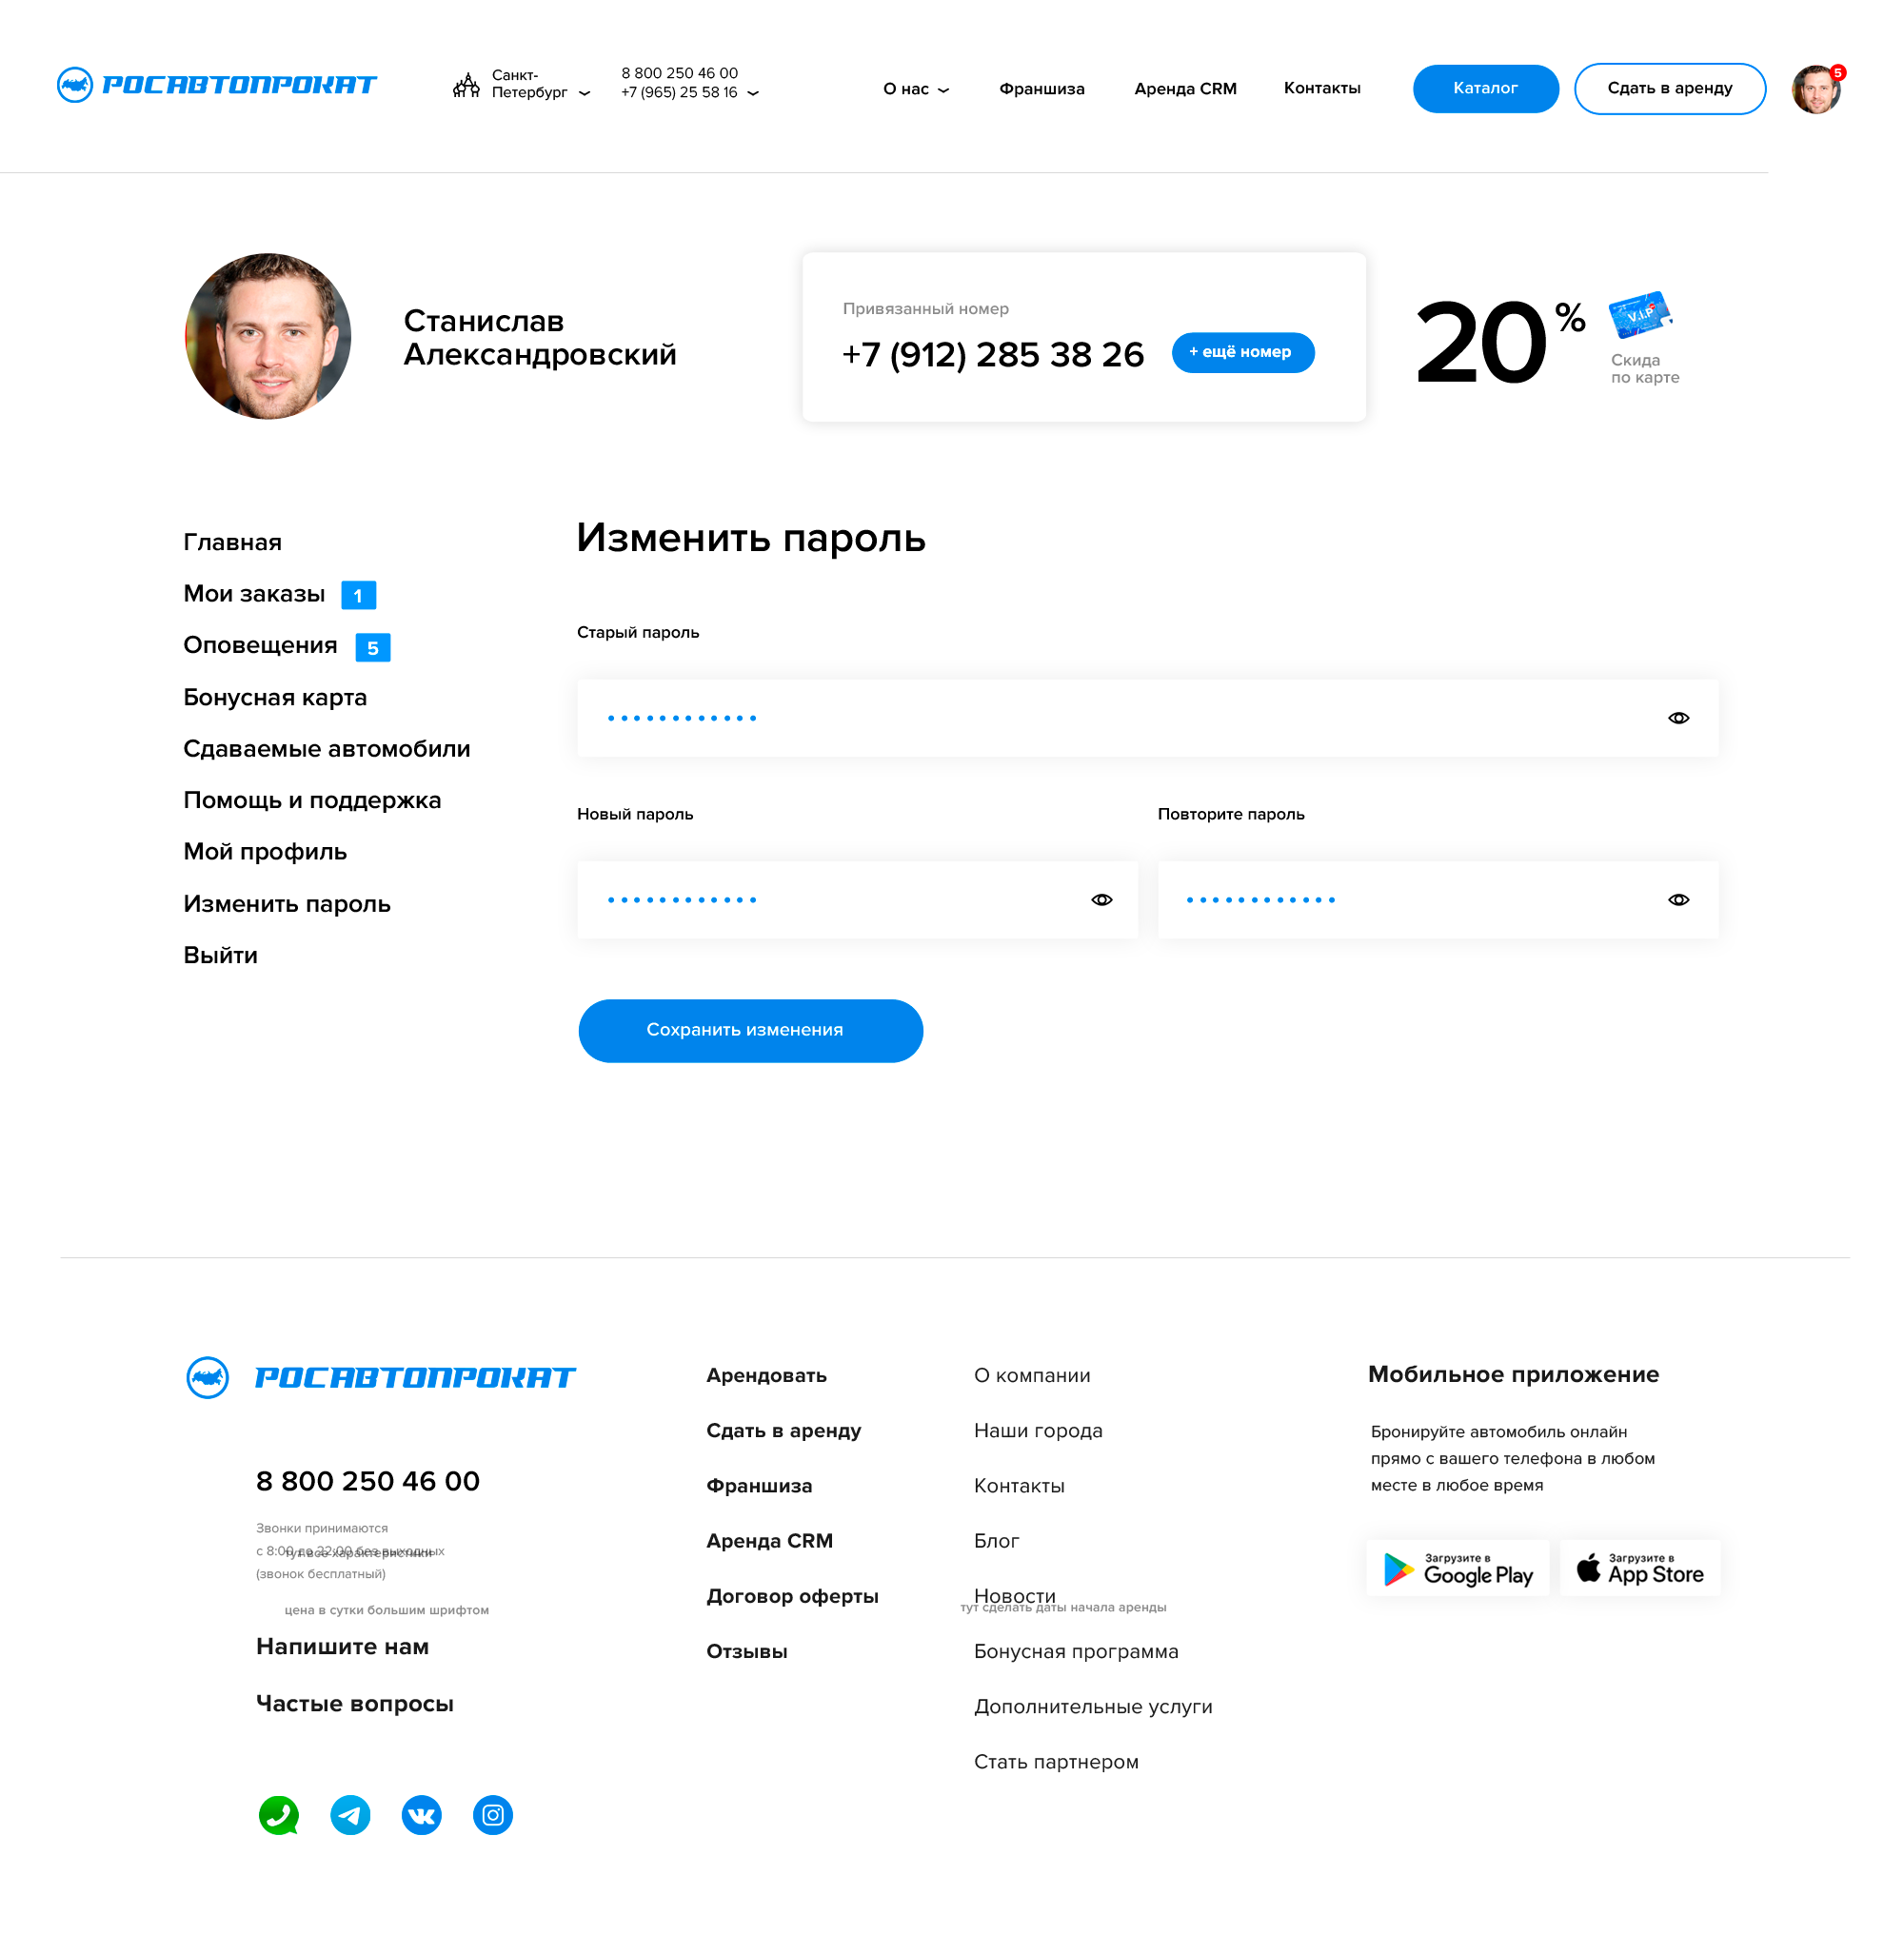 РОСАВТОПРОКАТ
Санкт-
Петербург
8 800 250 46 00
+7 (965) 25 58 16
О нас
Франшиза
Аренда CRM
Контакты
Каталог
Сдать в аренду
5
Станислав
Александровский
Привязанный номер
+7 (912) 285 38 26
+ ещё номер
20%
V.I.P
Скида
по карте
Главная
Мои заказы 1
Оповещения 5
Бонусная карта
Сдаваемые автомобили
Помощь и поддержка
Мой профиль
Изменить пароль
Выйти
Изменить пароль
Старый пароль
Новый пароль
Повторите пароль
Сохранить изменения
РОСАВТОПРОКАТ
8 800 250 46 00
Звонки принимаются
с 8:00 до 22:00 без выходных
тут все характеристики
(звонок бесплатный)
цена в сутки большим шрифтом
Напишите нам
Частые вопросы
Арендовать
Сдать в аренду
Франшиза
Аренда CRM
Договор оферты
Отзывы
О компании
Наши города
Контакты
Блог
Новости
тут сделать даты начала аренды
Бонусная программа
Дополнительные услуги
Стать партнером
Мобильное приложение
Бронируйте автомобиль онлайн
прямо с вашего телефона в любом
месте в любое время
Загрузите в
Google Play
Загрузите в
App Store